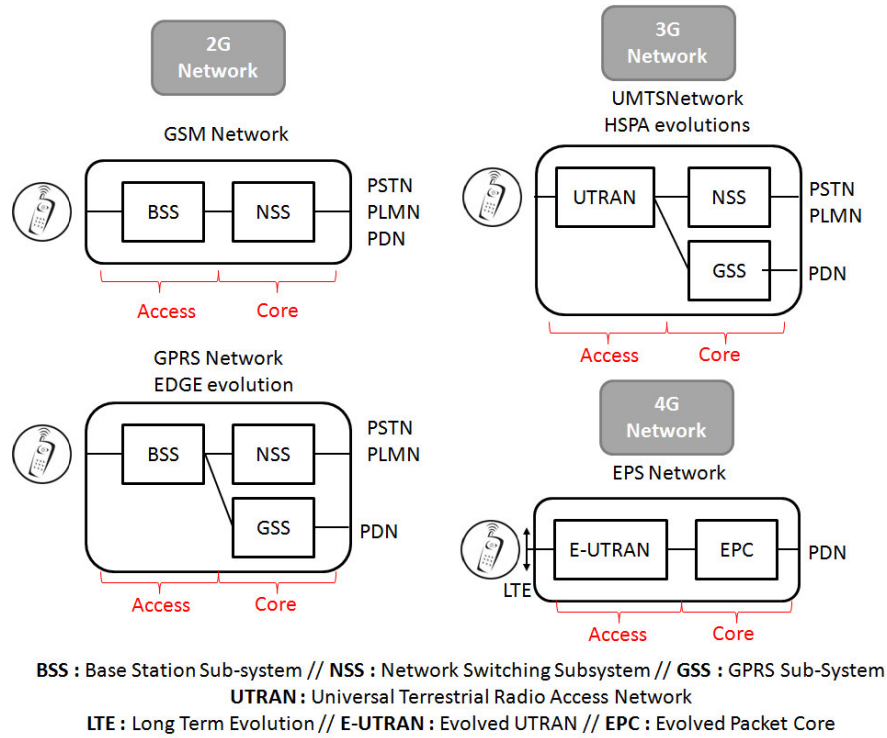 2G
Network
GSM Network
BSS
NSS
PSTN
PLMN
PDN
Access
Core
GPRS Network
EDGE evolution
BSS
NSS
GSS
PSTN
PLMN
PDN
Access
Core
3G
Network
UMTSNetwork
HSPA evolutions
UTRAN
NSS
GSS
PSTN
PLMN
PDN
Access
Core
4G
Network
EPS Network
LTE
E-UTRAN
EPC
PDN
Access
Core
BSS : Base Station Sub-system // NSS : Network Switching Subsystem // GSS : GPRS Sub-System
UTRAN : Universal Terrestrial Radio Access Network
LTE : Long Term Evolution // E-UTRAN : Evolved UTRAN // EPC : Evolved Packet Core